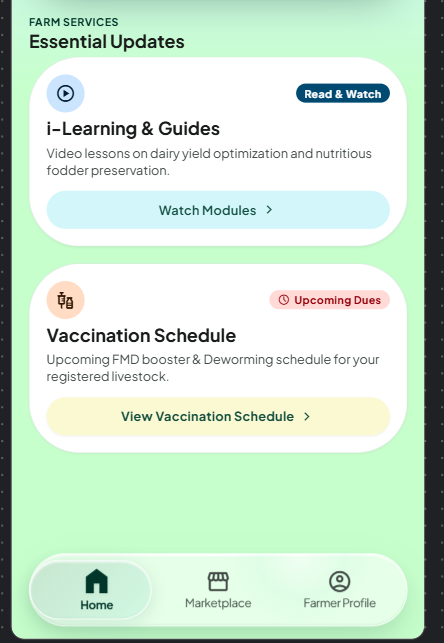 FARM SERVICES
Essential Updates
Read & Watch
i-Learning & Guides
Video lessons on dairy yield optimization and nutritious
fodder preservation.
Watch Modules
Upcoming Dues
Vaccination Schedule
Upcoming FMD booster & Deworming schedule for your
registered livestock.
View Vaccination Schedule
Home
Marketplace
Farmer Profile